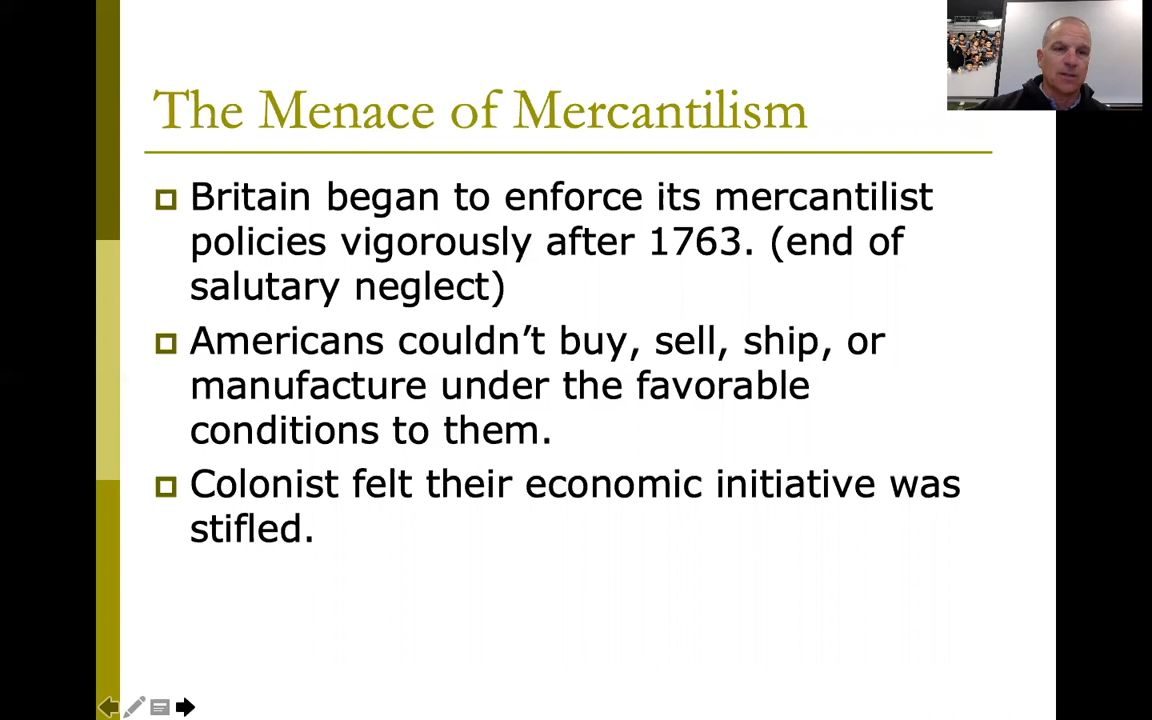 The Menace of Mercantilism
Britain began to enforce its mercantilist
policies vigorously after 1763. (end of
salutary neglect)
Americans couldn’t buy, sell, ship, or
manufacture under the favorable
conditions to them.
Colonist felt their economic initiative was
stifled.